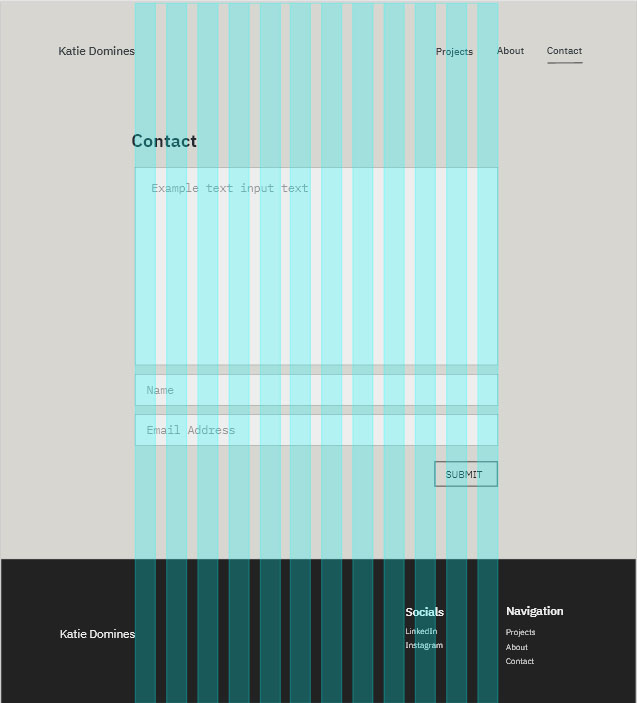 Katie Domines
Projects
About
Contact
Contact
Example text input text
Name
Email Address
SUBMIT
Katie Domines
Socials
LinkedIn
Instagram
Navigation
Projects
About
Contact